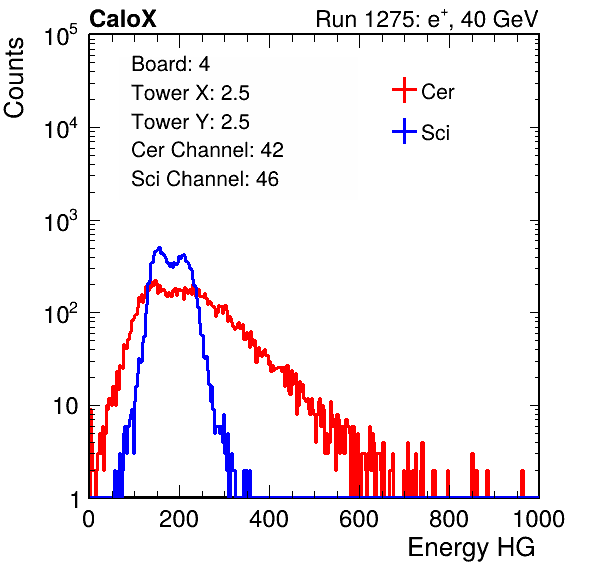 CaloX Run 1275: e⁺, 40 GeV
Counts
Board: 4
Tower X: 2.5
Tower Y: 2.5
Cer Channel: 42
Sci Channel: 46
Cer
Sci
10⁵
10⁴
10³
10²
10
1
0 200 400 600 800 1000
Energy HG